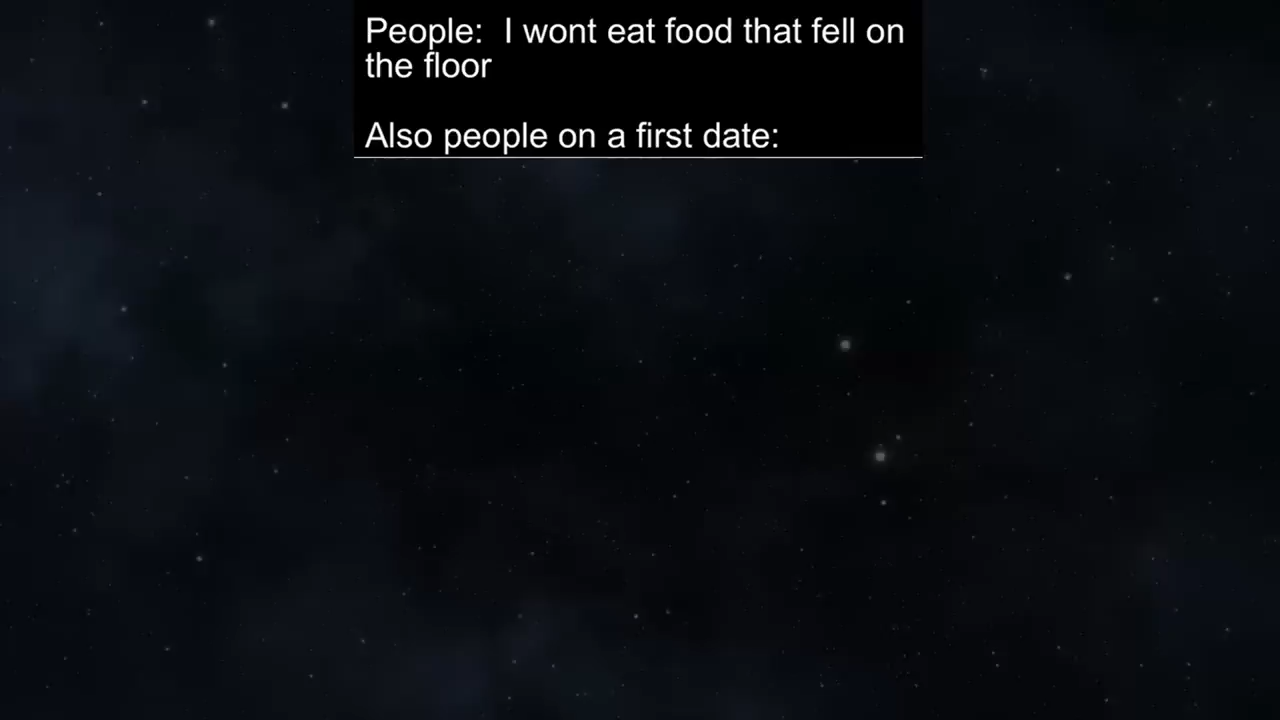 People:  I wont eat food that fell on
the floor
Also people on a first date: